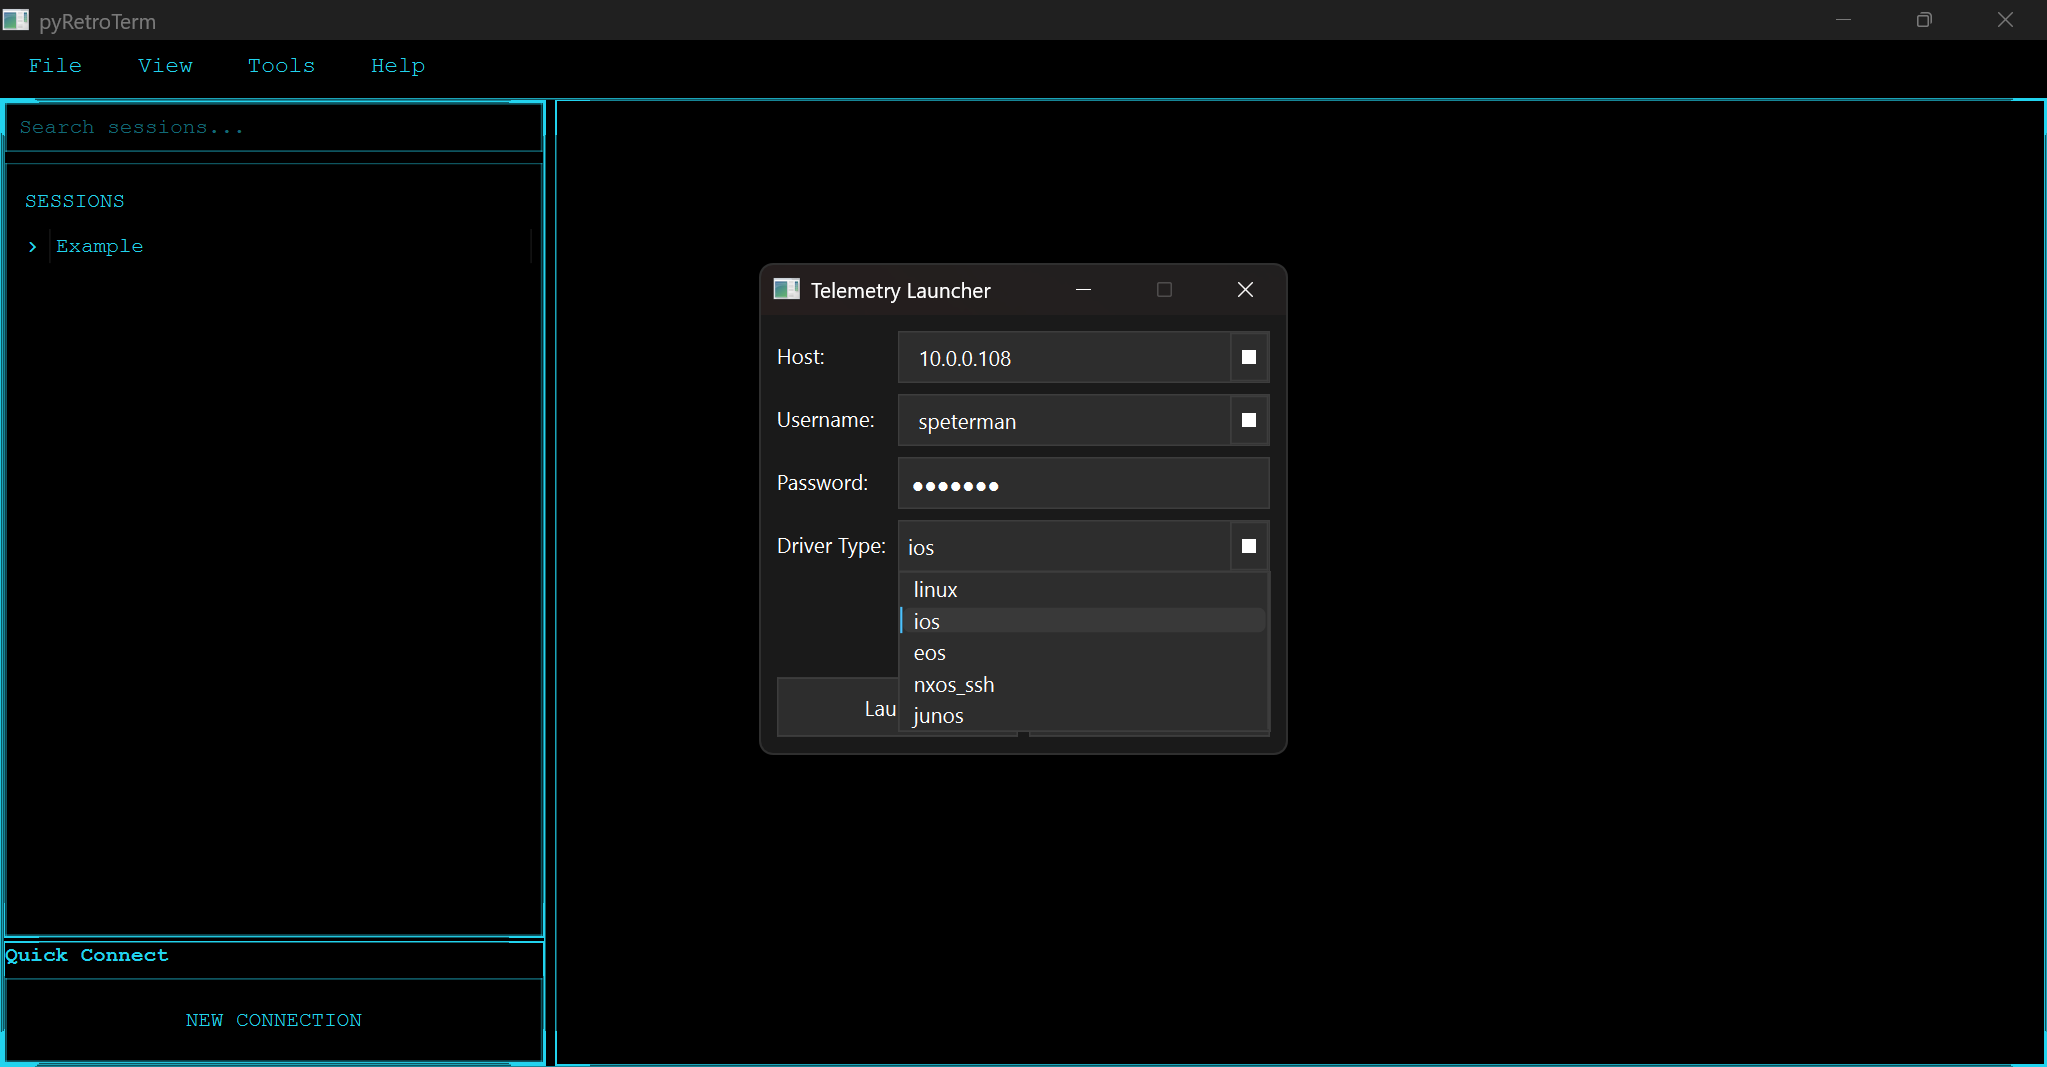 pyRetroTerm
File View Tools Help
Search sessions...
SESSIONS
Example
Quick Connect
NEW CONNECTION
Telemetry Launcher
Host: 10.0.0.108
Username: speterman
Password: ●●●●●●●
Driver Type: ios
linux
ios
eos
nxos_ssh
junos
Lau